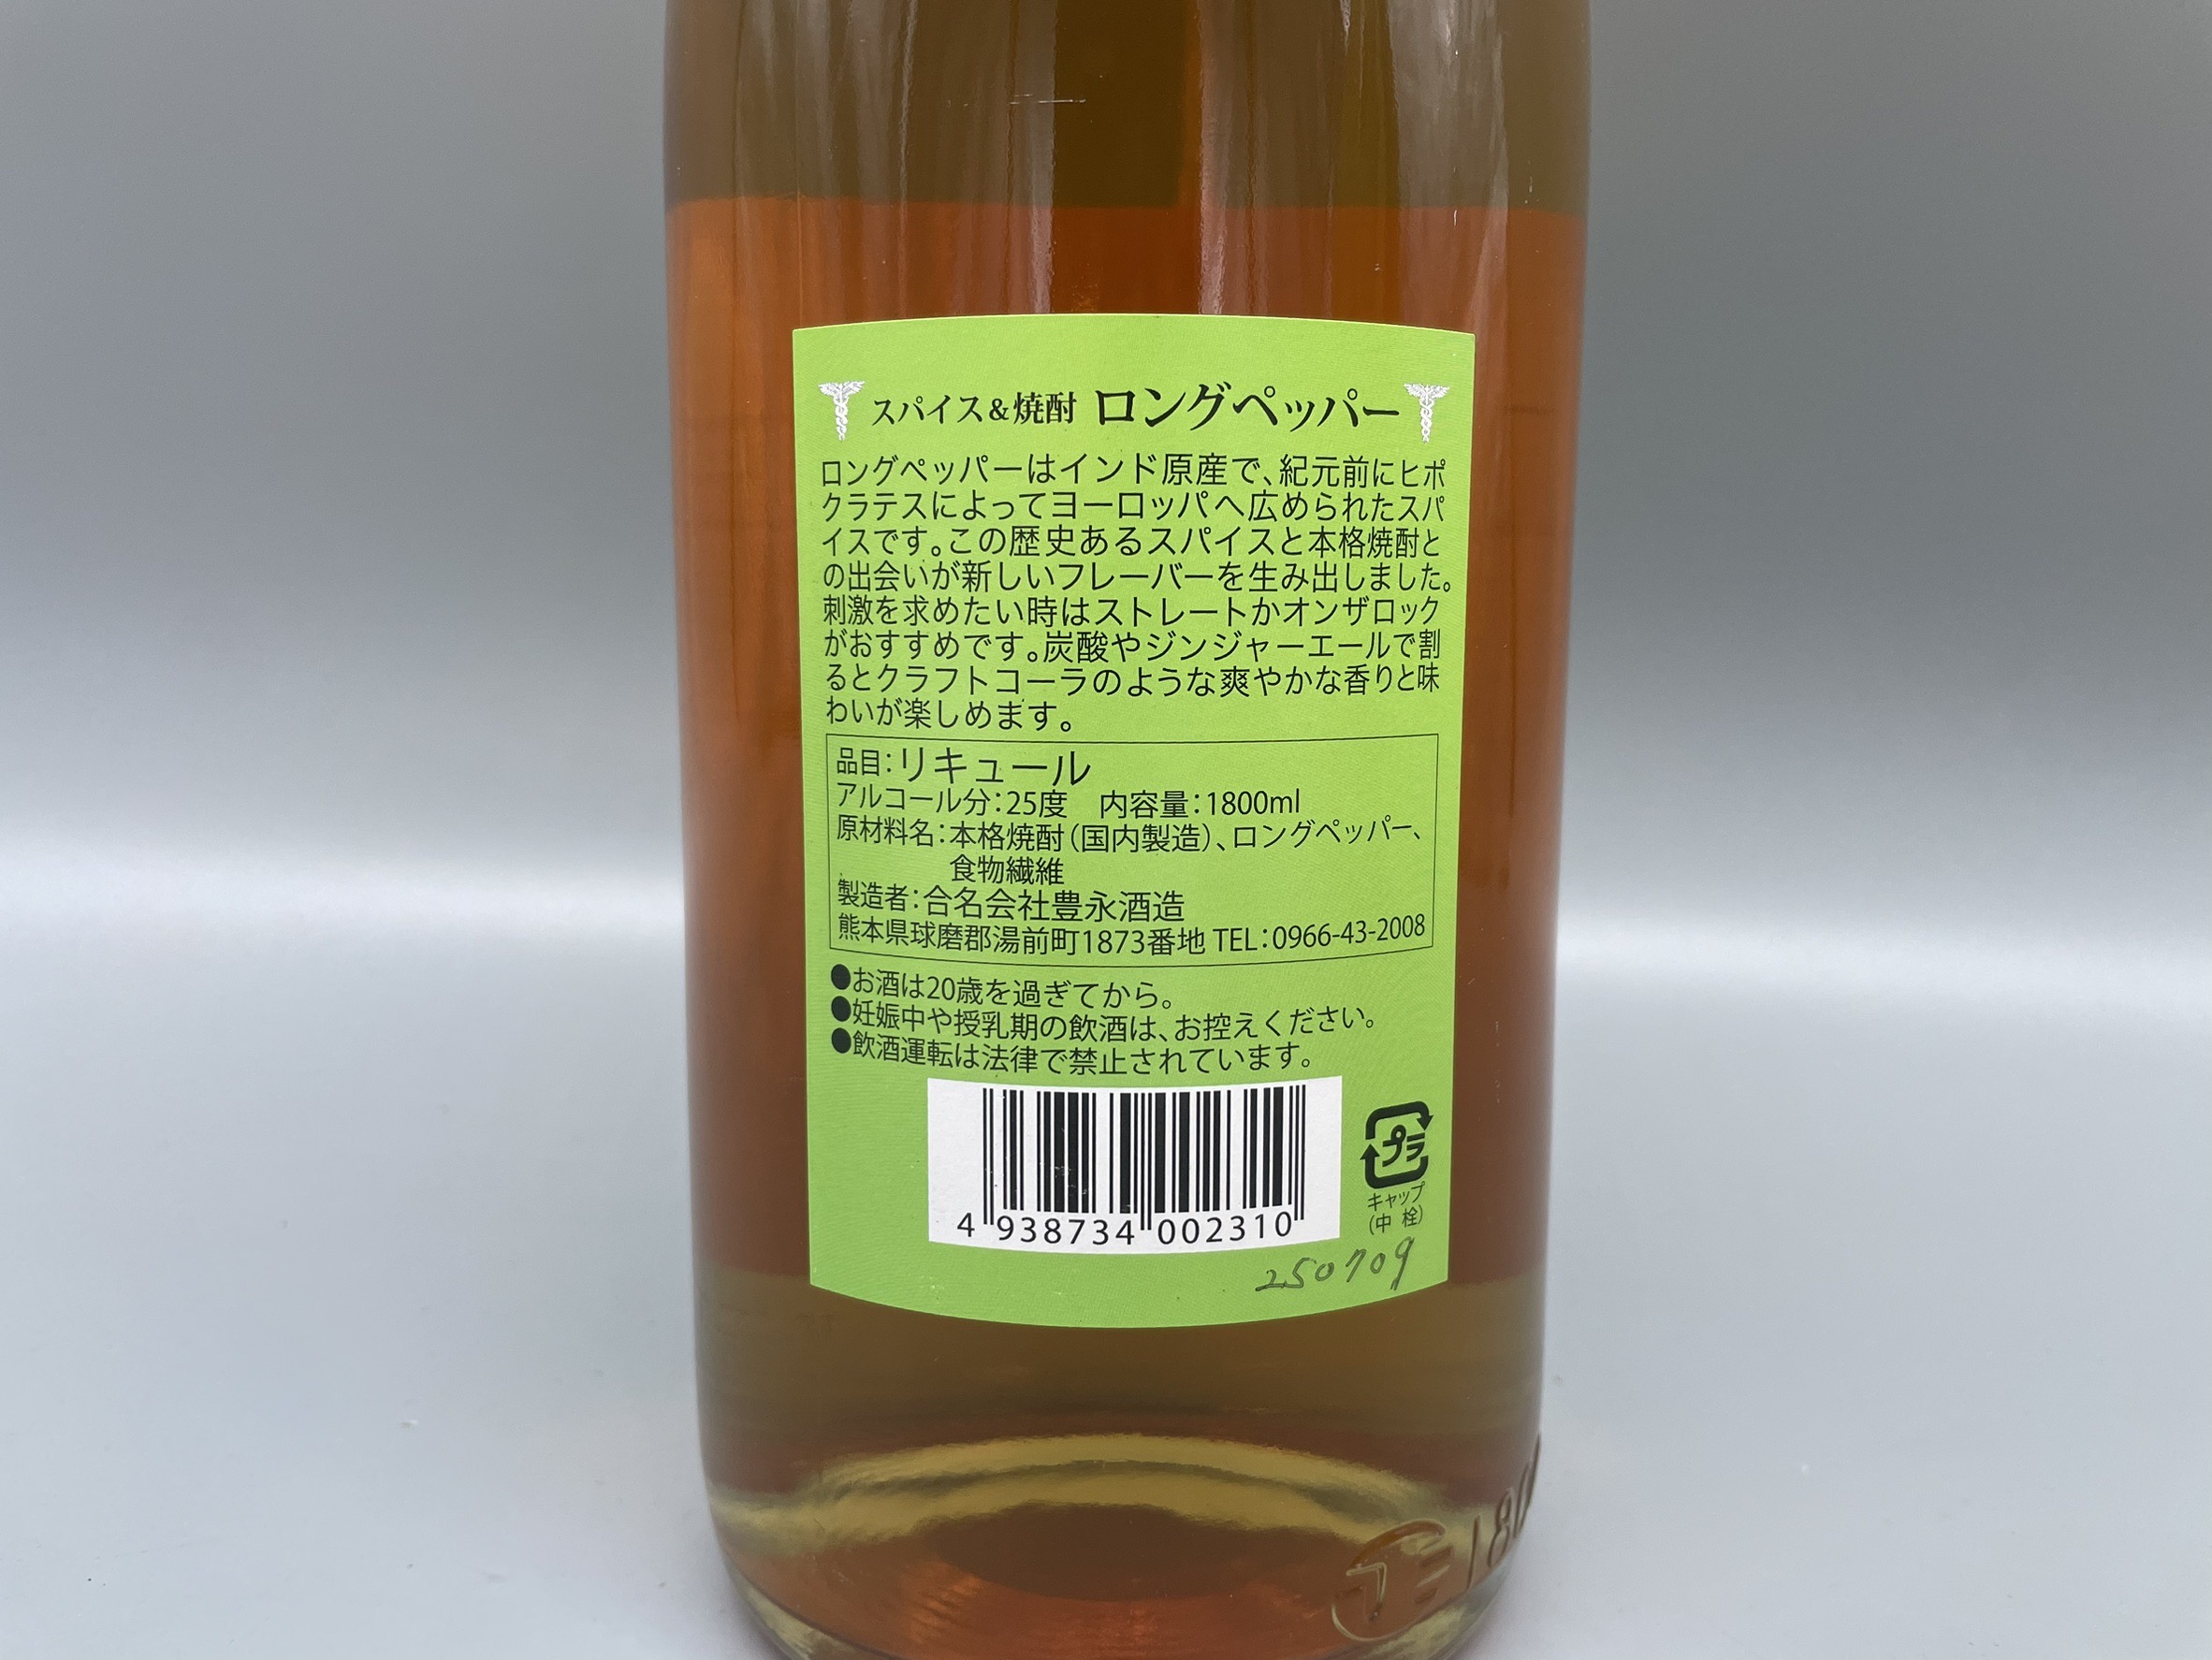 スパイス&焼酎 ロングペッパー
ロングペッパーはインド原産で、紀元前にヒポ
クラテスによってヨーロッパへ広められたスパ
イスです。この歴史あるスパイスと本格焼酎と
の出会いが新しいフレーバーを生み出しました。
刺激を求めたい時はストレートかオンザロック
がおすすめです。炭酸やジンジャーエールで割
るとクラフトコーラのような爽やかな香りと味
わいが楽しめます。
品目:リキュール
アルコール分:25度 内容量:1800ml
原材料名:本格焼酎(国内製造)、ロングペッパー、
食物繊維
製造者:合名会社豊永酒造
熊本県球磨郡湯前町1873番地 TEL:0966-43-2008
●お酒は20歳を過ぎてから。
●妊娠中や授乳期の飲酒は、お控えください。
●飲酒運転は法律で禁止されています。
4 938734 002310
プラ
キャップ
(中 栓)
250709